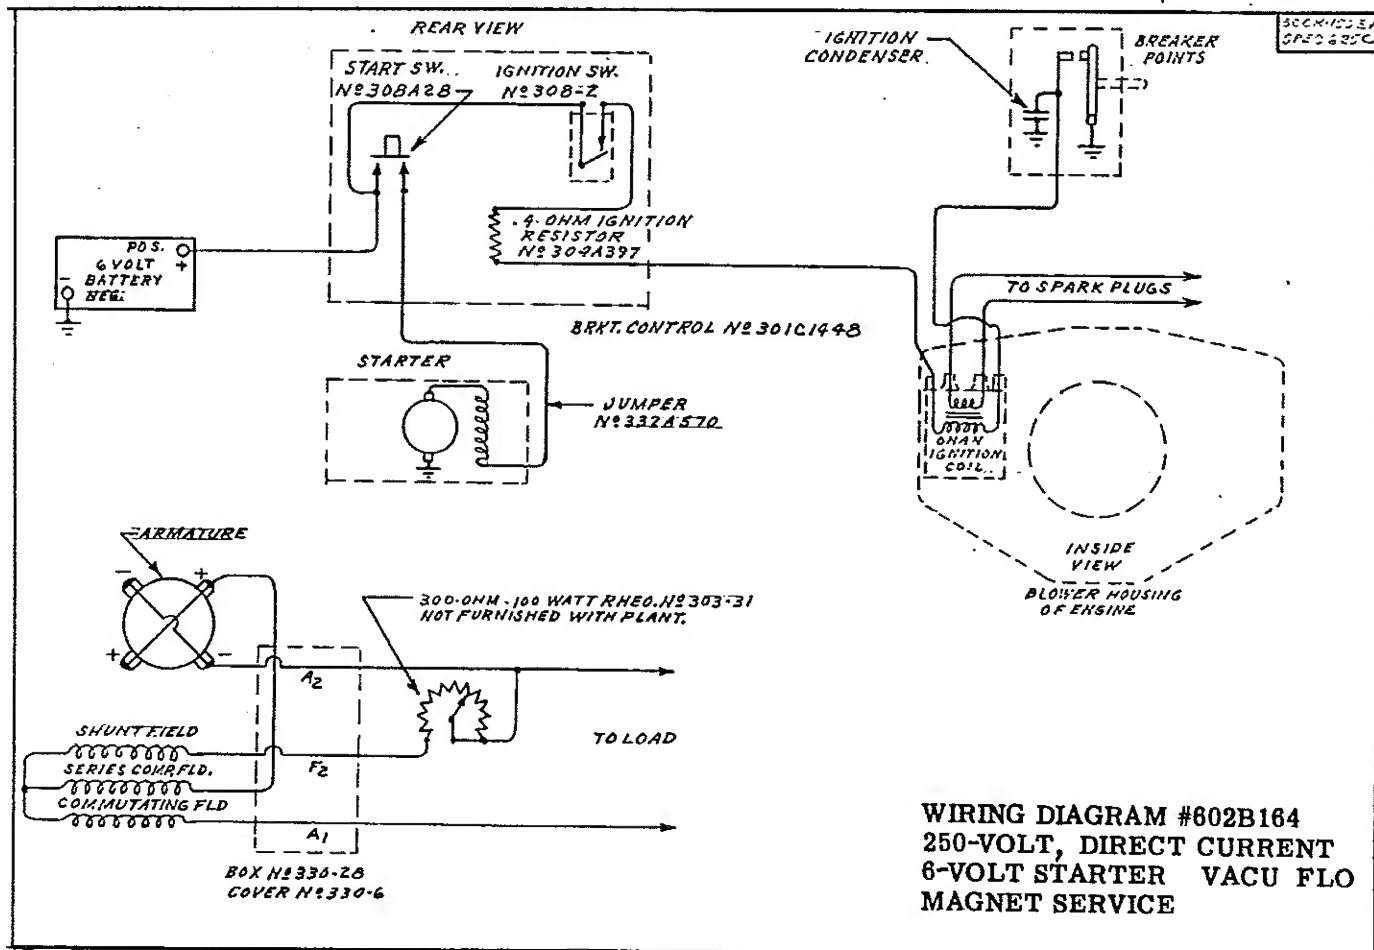 REAR VIEW
START SW.
Nº 308A28
IGNITION SW.
Nº 308-2
IGNITION
CONDENSER.
BREAKER
POINTS
POS.
+
6 VOLT
BATTERY
-
NEG.
.4-OHM IGNITION
RESISTOR
Nº 304A397
TO SPARK PLUGS
BRKT. CONTROL Nº 301C1448
STARTER
JUMPER
Nº 332A570
ONAN
IGNITION
COIL
INSIDE
VIEW
BLOWER HOUSING
OF ENGINE
ARMATURE
- +
+ -
300-OHM-100 WATT RHEO. Nº 303-31
NOT FURNISHED WITH PLANT.
A2
SHUNT FIELD
F2
TO LOAD
SERIES COMP. FLD.
COMMUTATING FLD
A1
BOX Nº 330-28
COVER Nº 330-6
WIRING DIAGRAM #602B164
250-VOLT, DIRECT CURRENT
6-VOLT STARTER VACU FLO
MAGNET SERVICE